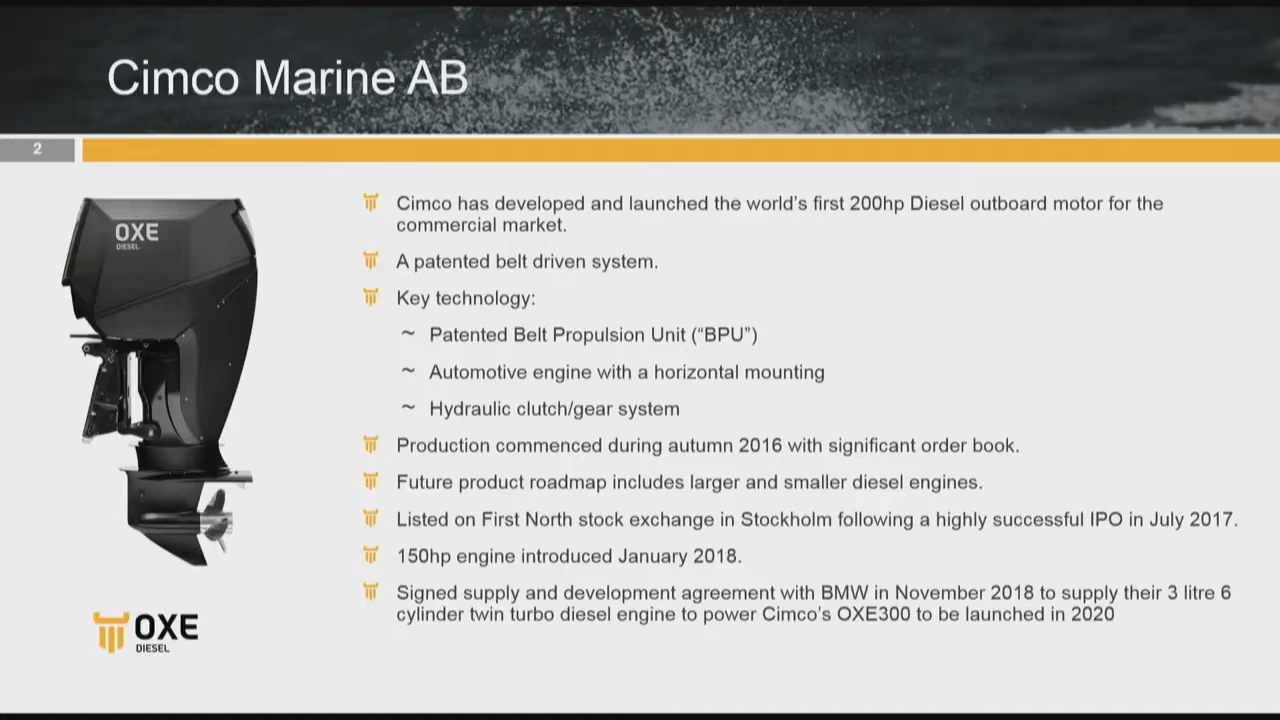 Cimco Marine AB
2
OXE
DIESEL
Cimco has developed and launched the world's first 200hp Diesel outboard motor for the
commercial market.
A patented belt driven system.
Key technology:
~ Patented Belt Propulsion Unit (“BPU”)
~ Automotive engine with a horizontal mounting
~ Hydraulic clutch/gear system
Production commenced during autumn 2016 with significant order book.
Future product roadmap includes larger and smaller diesel engines.
Listed on First North stock exchange in Stockholm following a highly successful IPO in July 2017.
150hp engine introduced January 2018.
Signed supply and development agreement with BMW in November 2018 to supply their 3 litre 6
cylinder twin turbo diesel engine to power Cimco's OXE300 to be launched in 2020
OXE
DIESEL